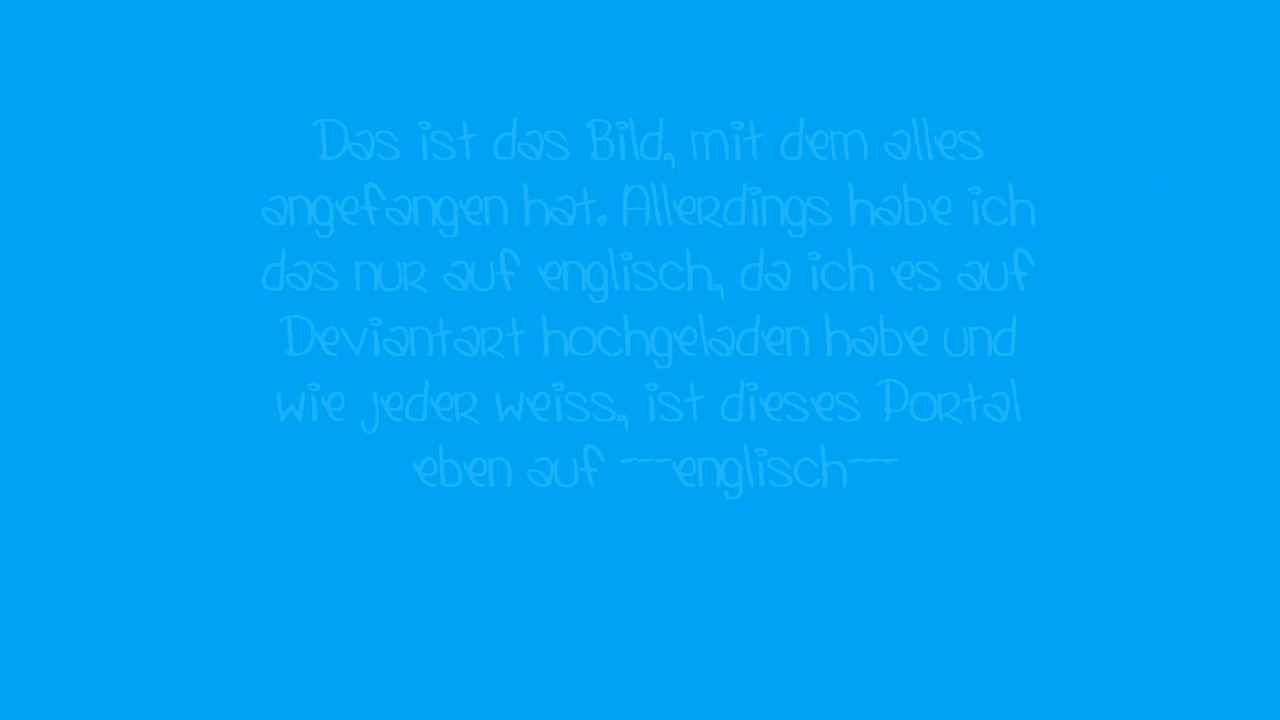 Das ist das Bild, mit dem alles
angefangen hat. Allerdings habe ich
das nur auf englisch, da ich es auf
Deviantart hochgeladen habe und
wie jeder weiss, ist dieses Portal
eben auf ---englisch---